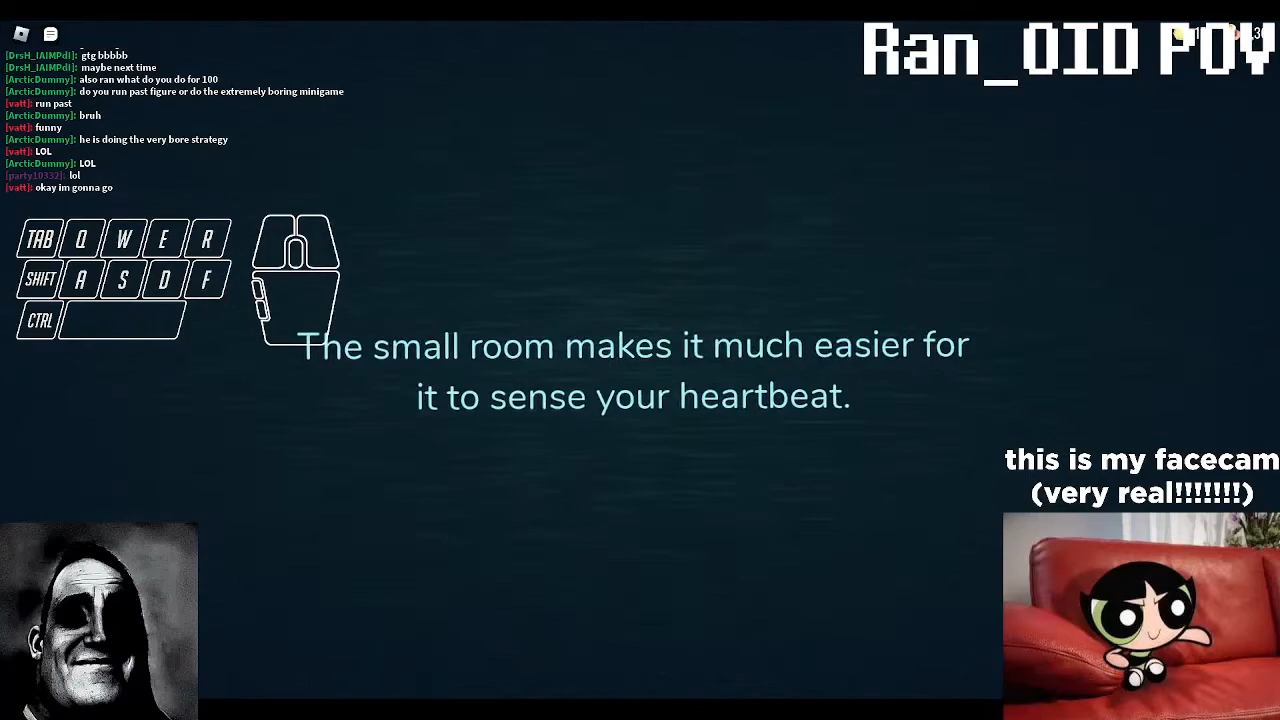 [DrsH_IAIMPdI]: gtg bbbbb
[DrsH_IAIMPdI]: maybe next time
[ArcticDummy]: also ran what do you do for 100
[ArcticDummy]: do you run past figure or do the extremely boring minigame
[vatt]: run past
[ArcticDummy]: bruh
[vatt]: funny
[ArcticDummy]: he is doing the very bore strategy
[vatt]: LOL
[ArcticDummy]: LOL
[party10332]: lol
[vatt]: okay im gonna go
Ran_OID POV
TAB Q W E R
SHIFT A S D F
CTRL
The small room makes it much easier for
it to sense your heartbeat.
this is my facecam
(very real!!!!!!!)